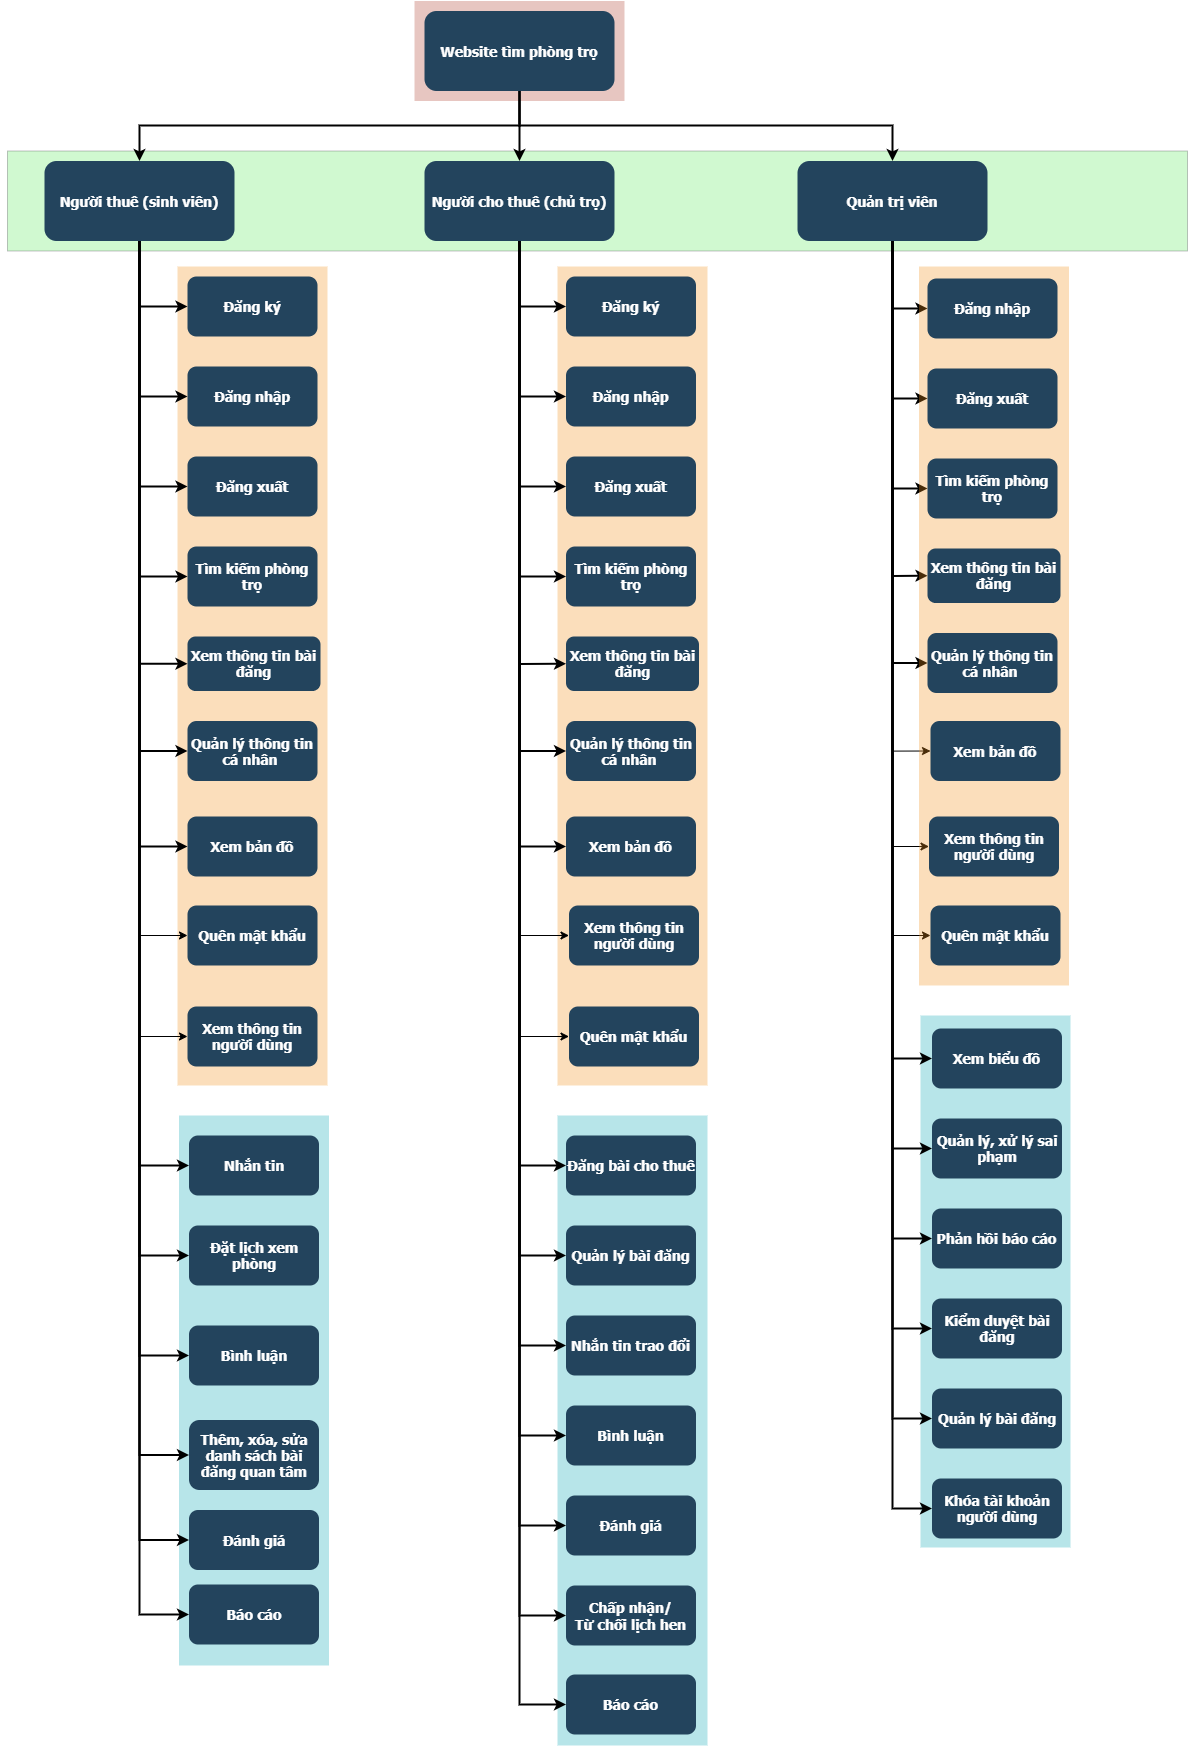 Website tìm phòng trọ
Người thuê (sinh viên)
Người cho thuê (chủ trọ)
Quản trị viên
Đăng ký
Đăng nhập
Đăng xuất
Tìm kiếm phòng
trọ
Xem thông tin bài
đăng
Quản lý thông tin
cá nhân
Xem bản đồ
Quên mật khẩu
Xem thông tin
người dùng
Nhắn tin
Đặt lịch xem
phòng
Bình luận
Thêm, xóa, sửa
danh sách bài
đăng quan tâm
Đánh giá
Báo cáo
Đăng ký
Đăng nhập
Đăng xuất
Tìm kiếm phòng
trọ
Xem thông tin bài
đăng
Quản lý thông tin
cá nhân
Xem bản đồ
Xem thông tin
người dùng
Quên mật khẩu
Đăng bài cho thuê
Quản lý bài đăng
Nhắn tin trao đổi
Bình luận
Đánh giá
Chấp nhận/
Từ chối lịch hen
Báo cáo
Đăng nhập
Đăng xuất
Tìm kiếm phòng
trọ
Xem thông tin bài
đăng
Quản lý thông tin
cá nhân
Xem bản đồ
Xem thông tin
người dùng
Quên mật khẩu
Xem biểu đồ
Quản lý, xử lý sai
phạm
Phản hồi báo cáo
Kiểm duyệt bài
đăng
Quản lý bài đăng
Khóa tài khoản
người dùng